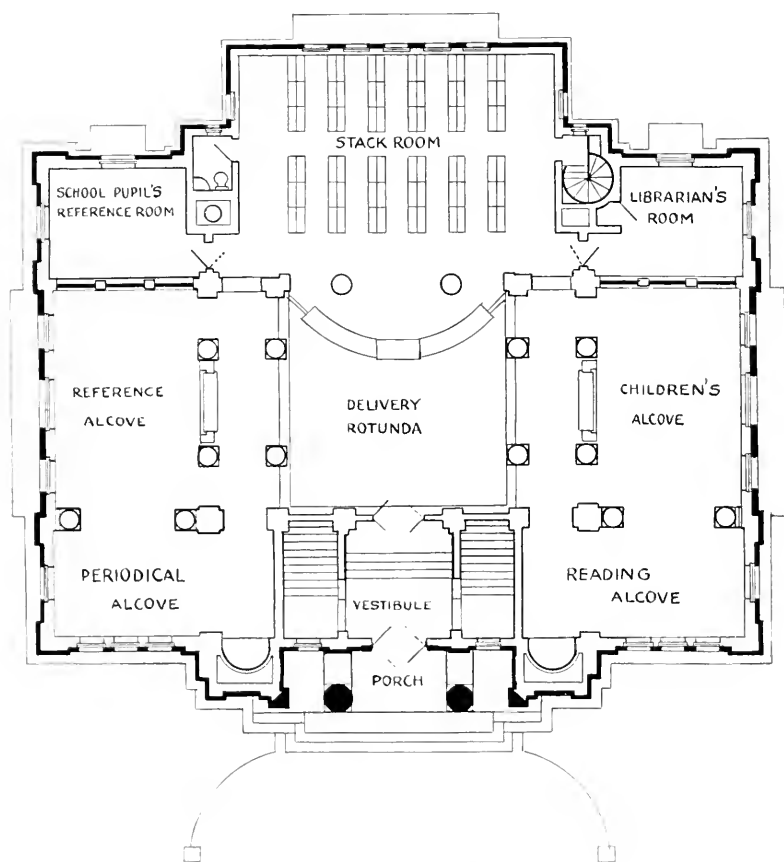 STACK ROOM
SCHOOL PUPIL'S
REFERENCE ROOM
LIBRARIAN'S
ROOM
REFERENCE
ALCOVE
DELIVERY
ROTUNDA
CHILDREN'S
ALCOVE
PERIODICAL
ALCOVE
VESTIBULE
READING
ALCOVE
PORCH